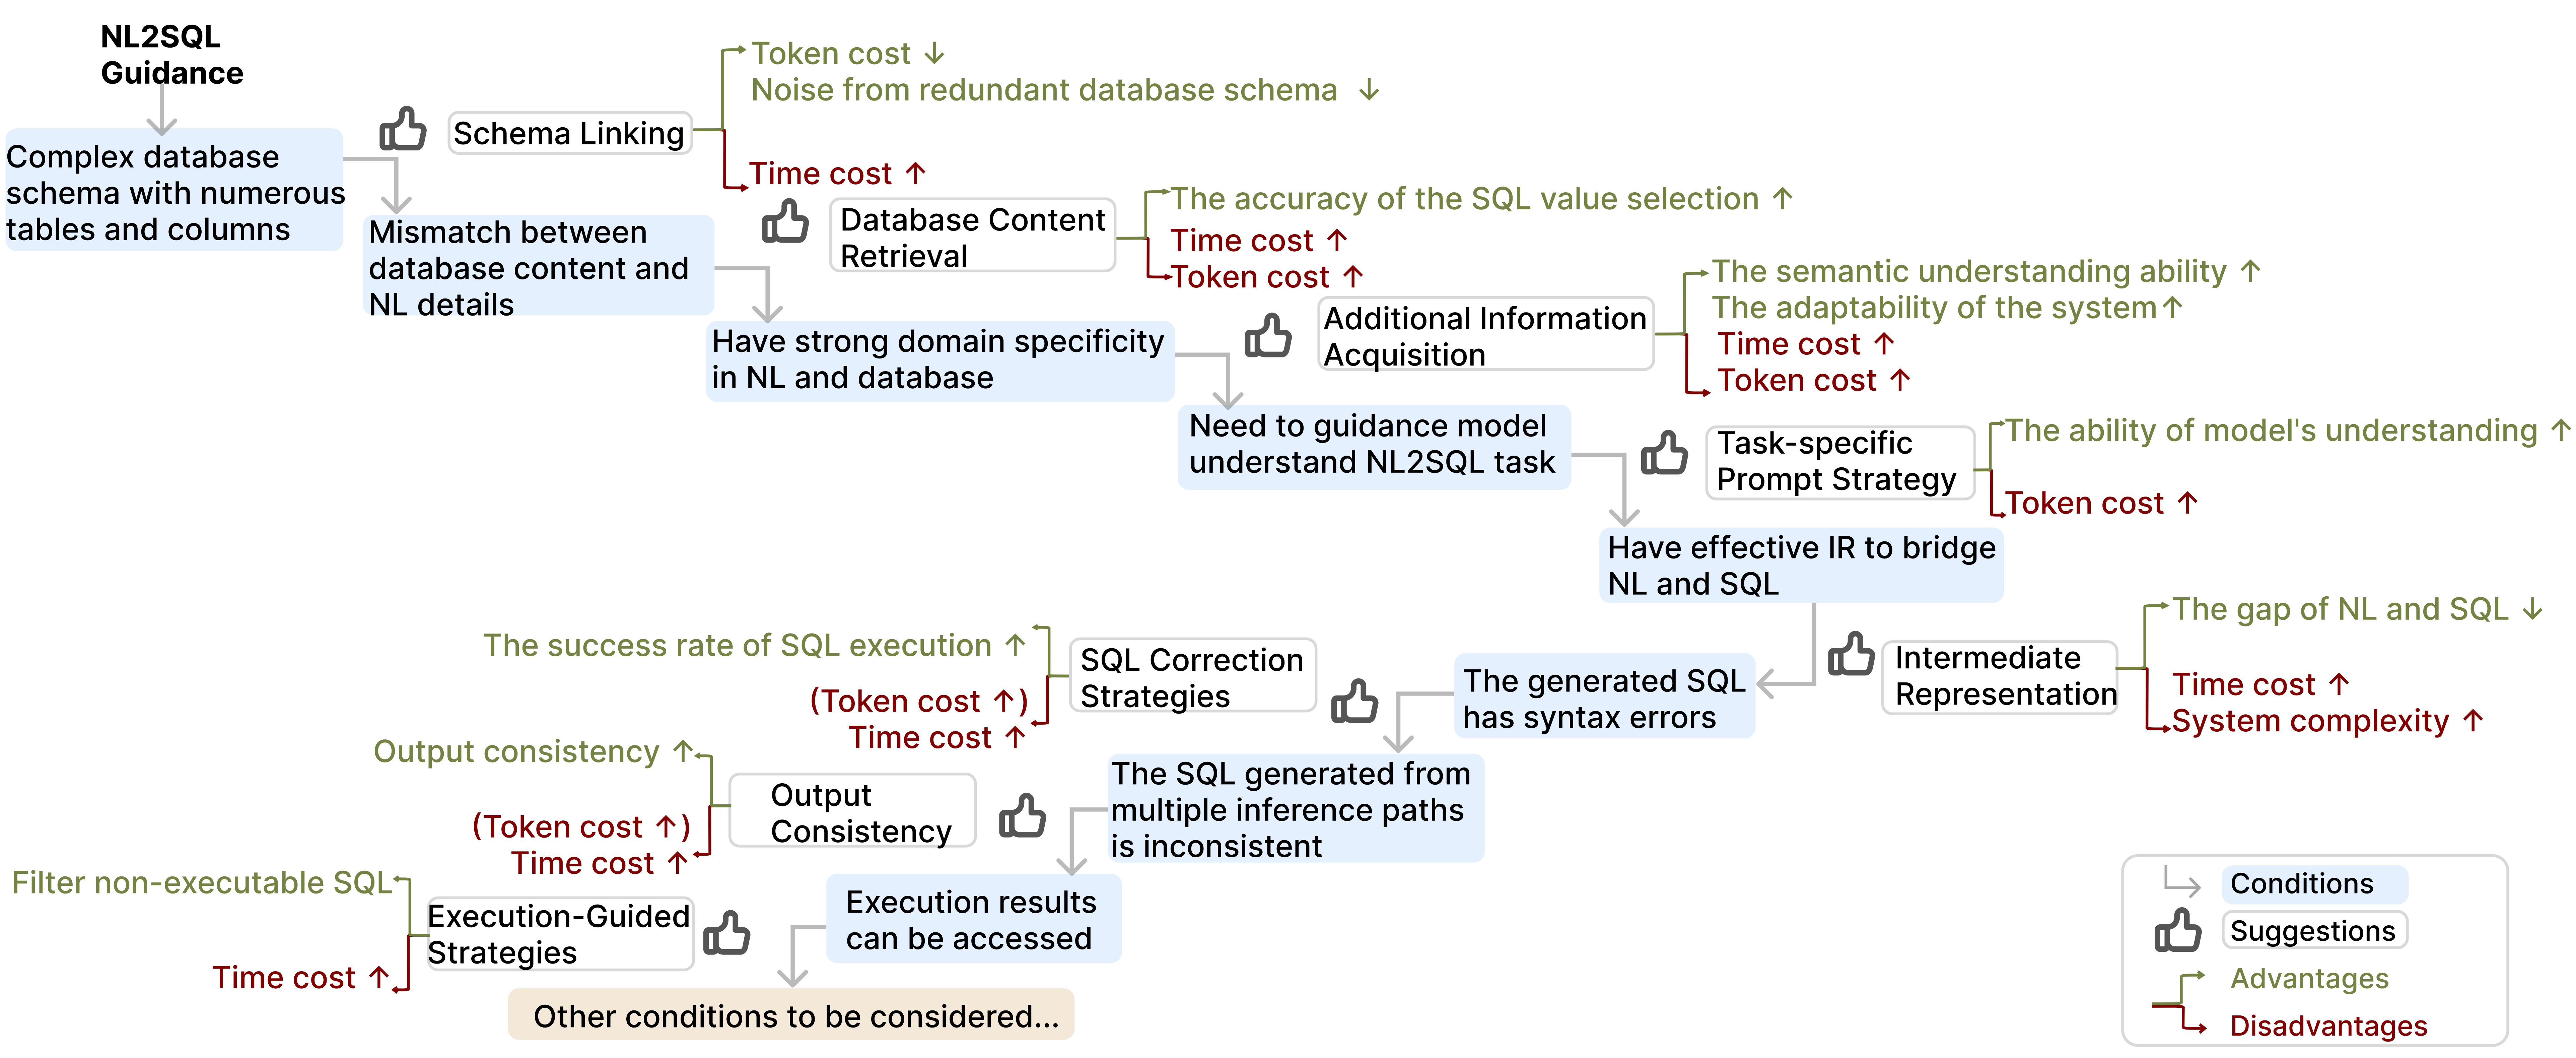 NL2SQL
Guidance
Complex database
schema with numerous
tables and columns
Schema Linking
Token cost ↓
Noise from redundant database schema ↓
Time cost ↑
Mismatch between
database content and
NL details
Database Content
Retrieval
The accuracy of the SQL value selection ↑
Time cost ↑
Token cost ↑
Have strong domain specificity
in NL and database
Additional Information
Acquisition
The semantic understanding ability ↑
The adaptability of the system↑
Time cost ↑
Token cost ↑
Need to guidance model
understand NL2SQL task
Task-specific
Prompt Strategy
The ability of model's understanding ↑
Token cost ↑
Have effective IR to bridge
NL and SQL
Intermediate
Representation
The gap of NL and SQL ↓
Time cost ↑
System complexity ↑
The generated SQL
has syntax errors
SQL Correction
Strategies
The success rate of SQL execution ↑
(Token cost ↑)
Time cost ↑
The SQL generated from
multiple inference paths
is inconsistent
Output
Consistency
Output consistency ↑
(Token cost ↑)
Time cost ↑
Execution results
can be accessed
Execution-Guided
Strategies
Filter non-executable SQL
Time cost ↑
Other conditions to be considered...
Conditions
Suggestions
Advantages
Disadvantages